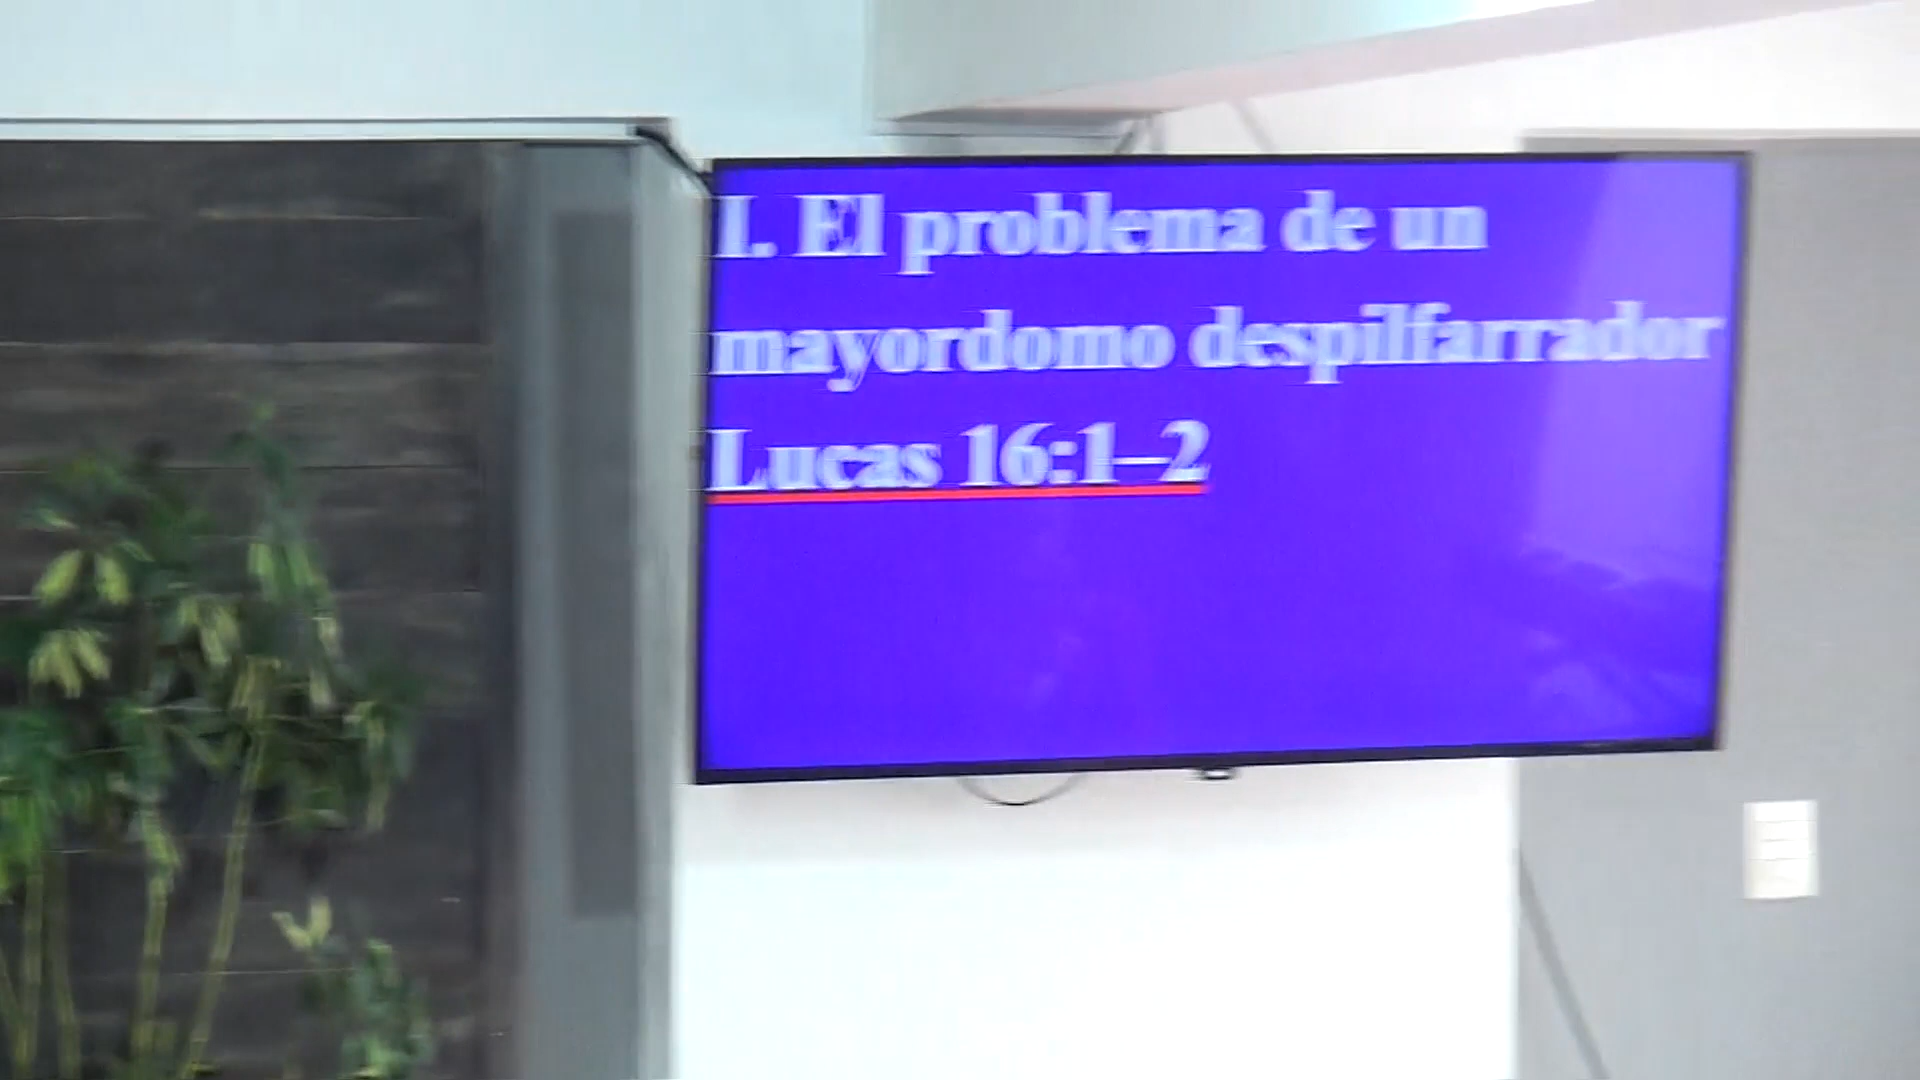 I. El problema de un
mayordomo despilfarrador
Lucas 16:1–2